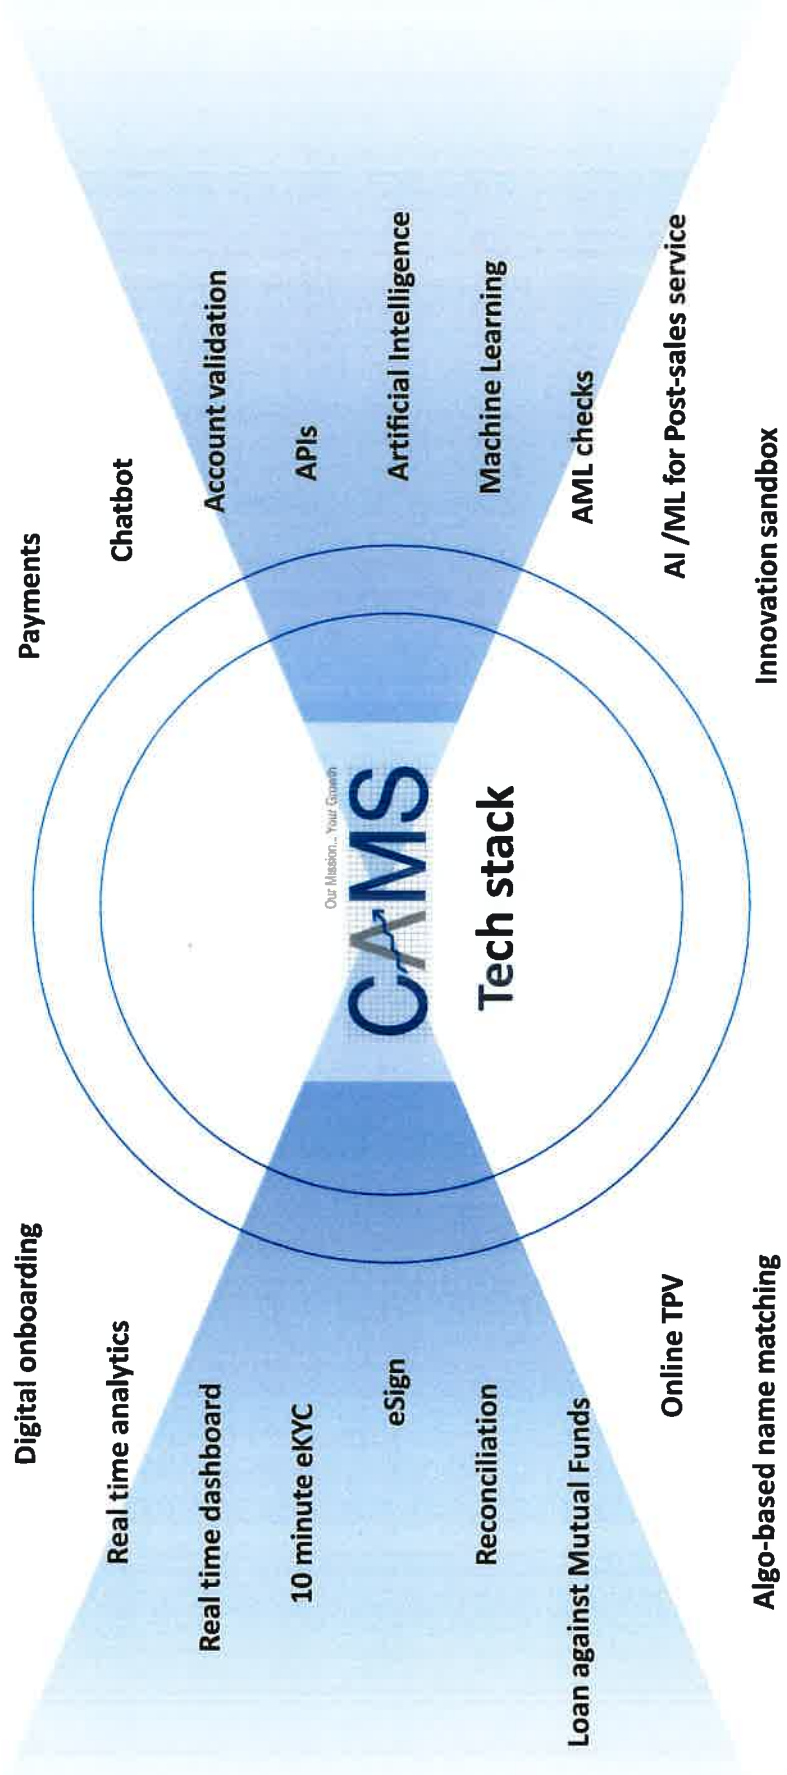 Digital onboarding
Real time analytics
Real time dashboard
10 minute eKYC
eSign
Reconciliation
Loan against Mutual Funds
Online TPV
Algo-based name matching
Our Mission... Your Growth
CAMS
Tech stack
Payments
Chatbot
Account validation
APIs
Artificial Intelligence
Machine Learning
AML checks
AI /ML for Post-sales service
Innovation sandbox